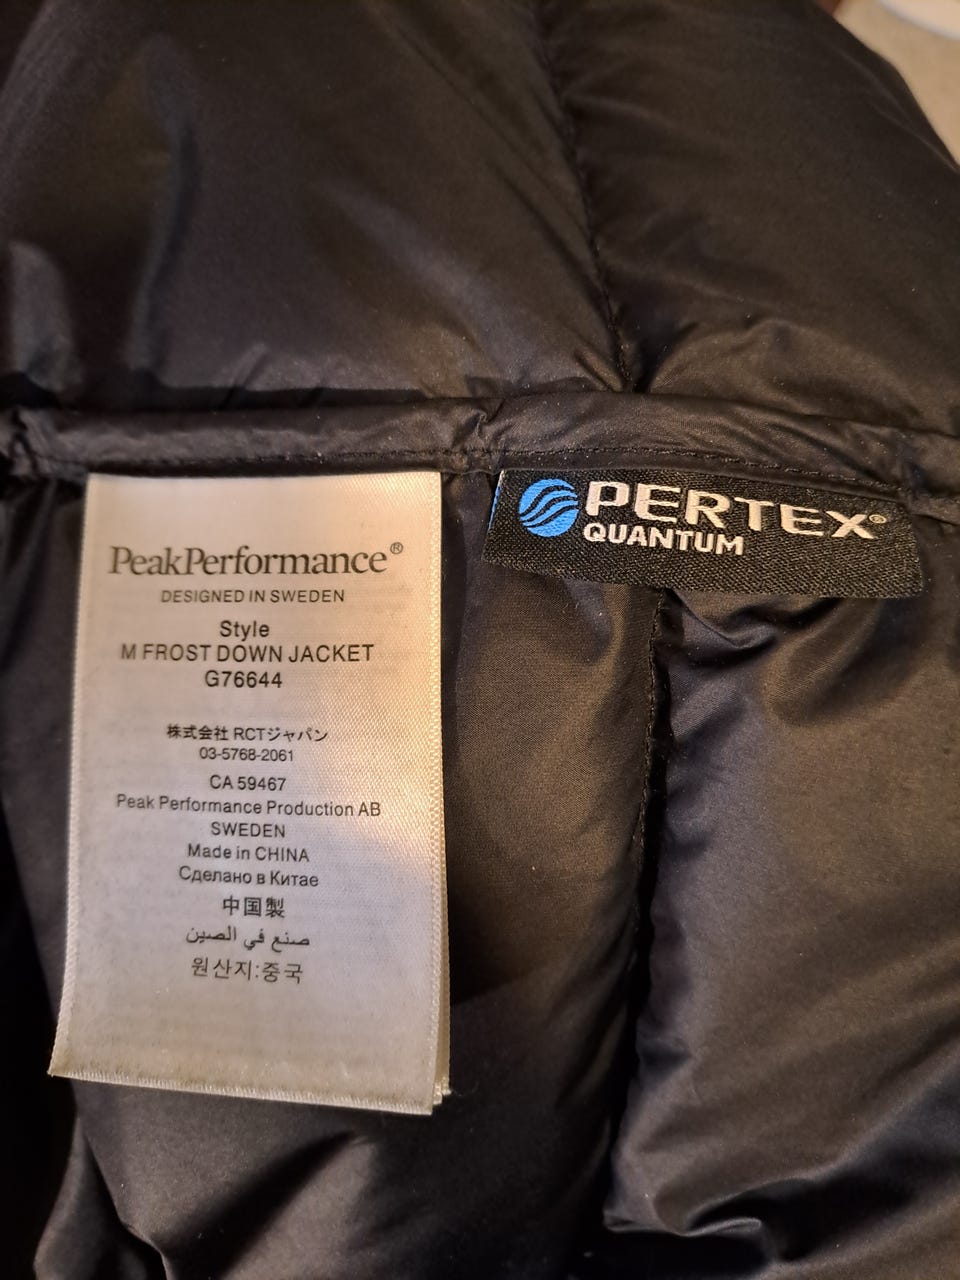 PeakPerformance®
DESIGNED IN SWEDEN
Style
M FROST DOWN JACKET
G76644
株式会社 RCTジャパン
03-5768-2061
CA 59467
Peak Performance Production AB
SWEDEN
Made in CHINA
Сделано в Китае
中国製
صنع في الصين
원산지:중국
PERTEX®
QUANTUM